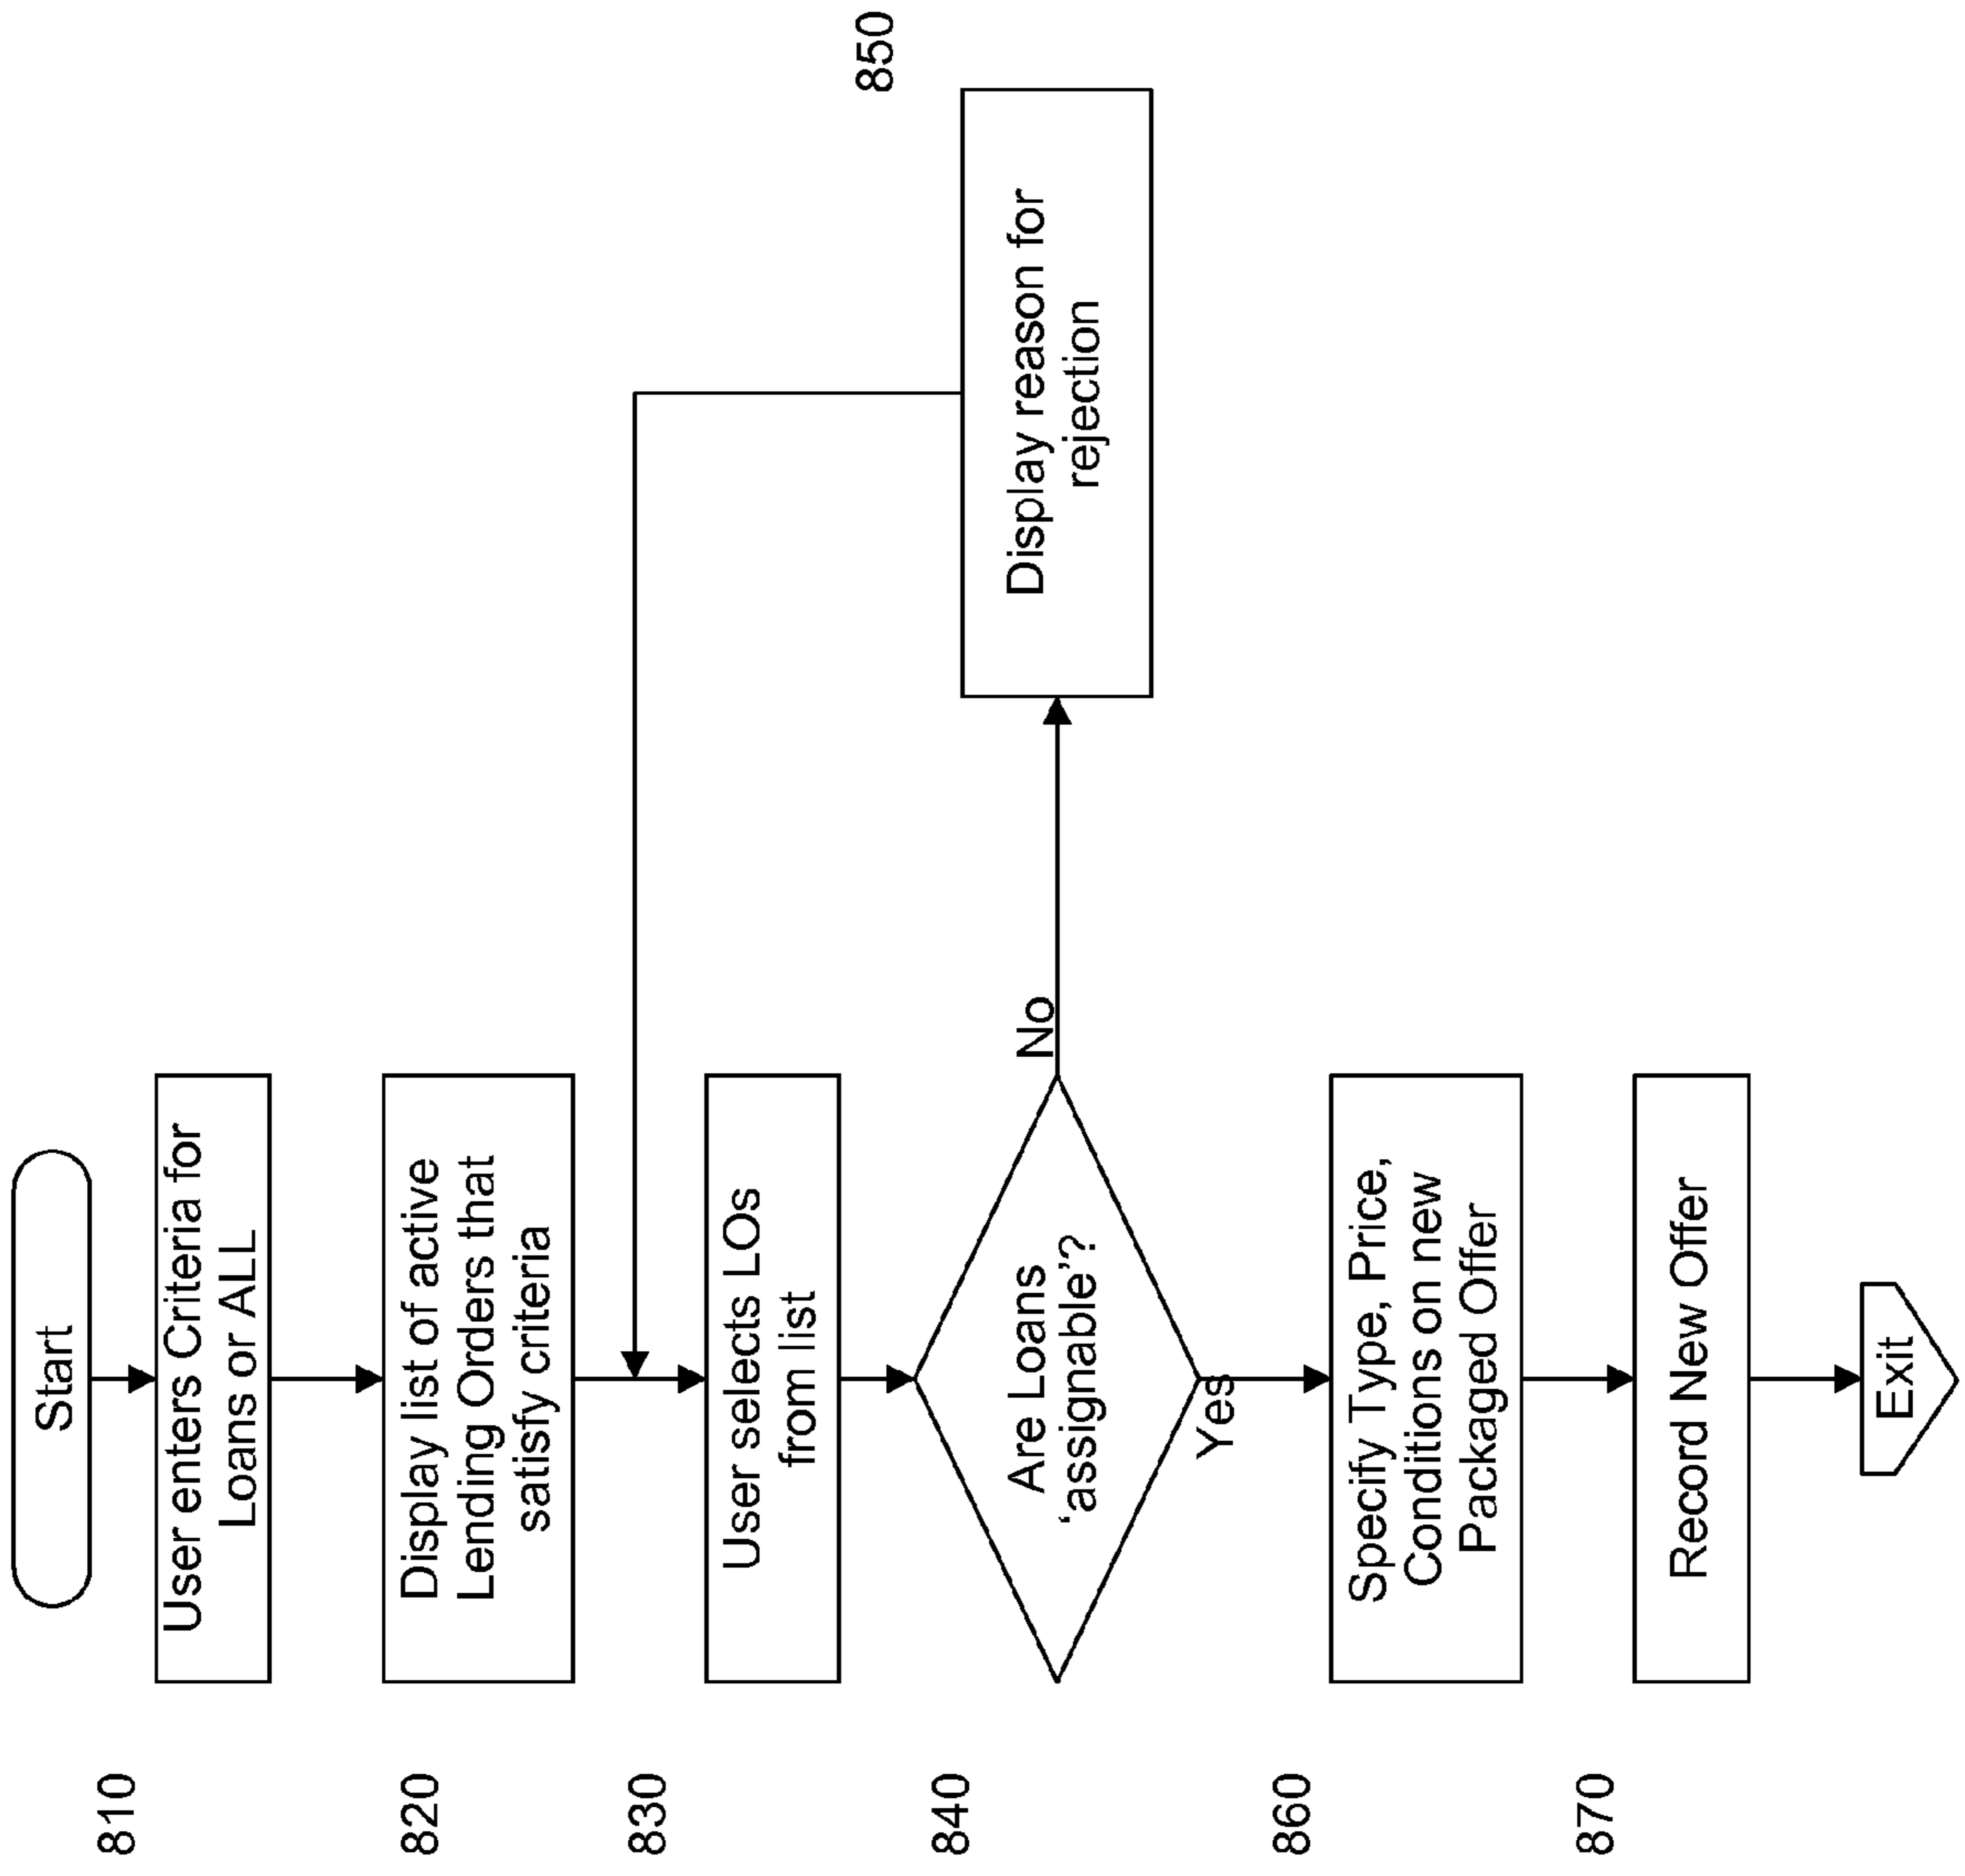 Start
810
User enters Criteria for
Loans or ALL
820
Display list of active
Lending Orders that
satisfy criteria
830
User selects LOs
from list
840
Are Loans
‘assignable’?
No
850
Display reason for
rejection
Yes
860
Specify Type, Price,
Conditions on new
Packaged Offer
870
Record New Offer
Exit